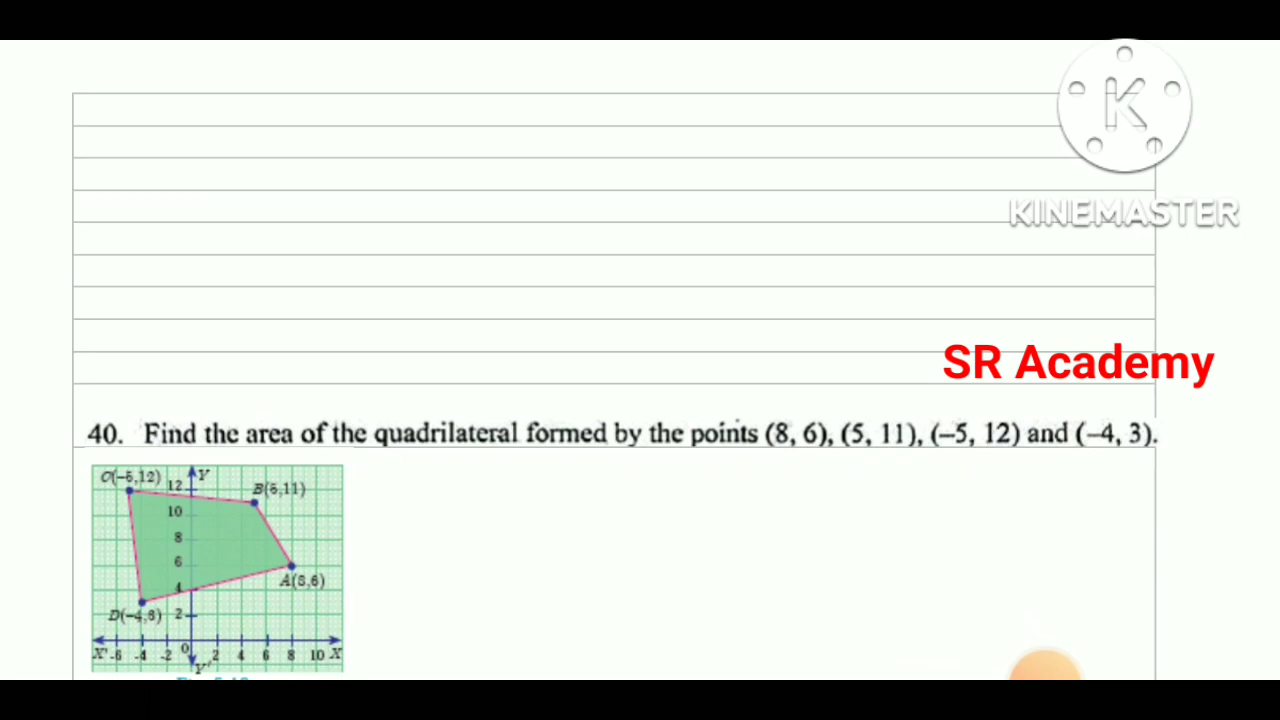 K
KINEMASTER
SR Academy
40. Find the area of the quadrilateral formed by the points (8, 6), (5, 11), (–5, 12) and (–4, 3).
C(–5,12) 12 Y B(5,11)
10
8
6
4 A(8,6)
D(–4,3) 2
X' -6 -4 -2 0 2 4 6 8 10 X
Y'